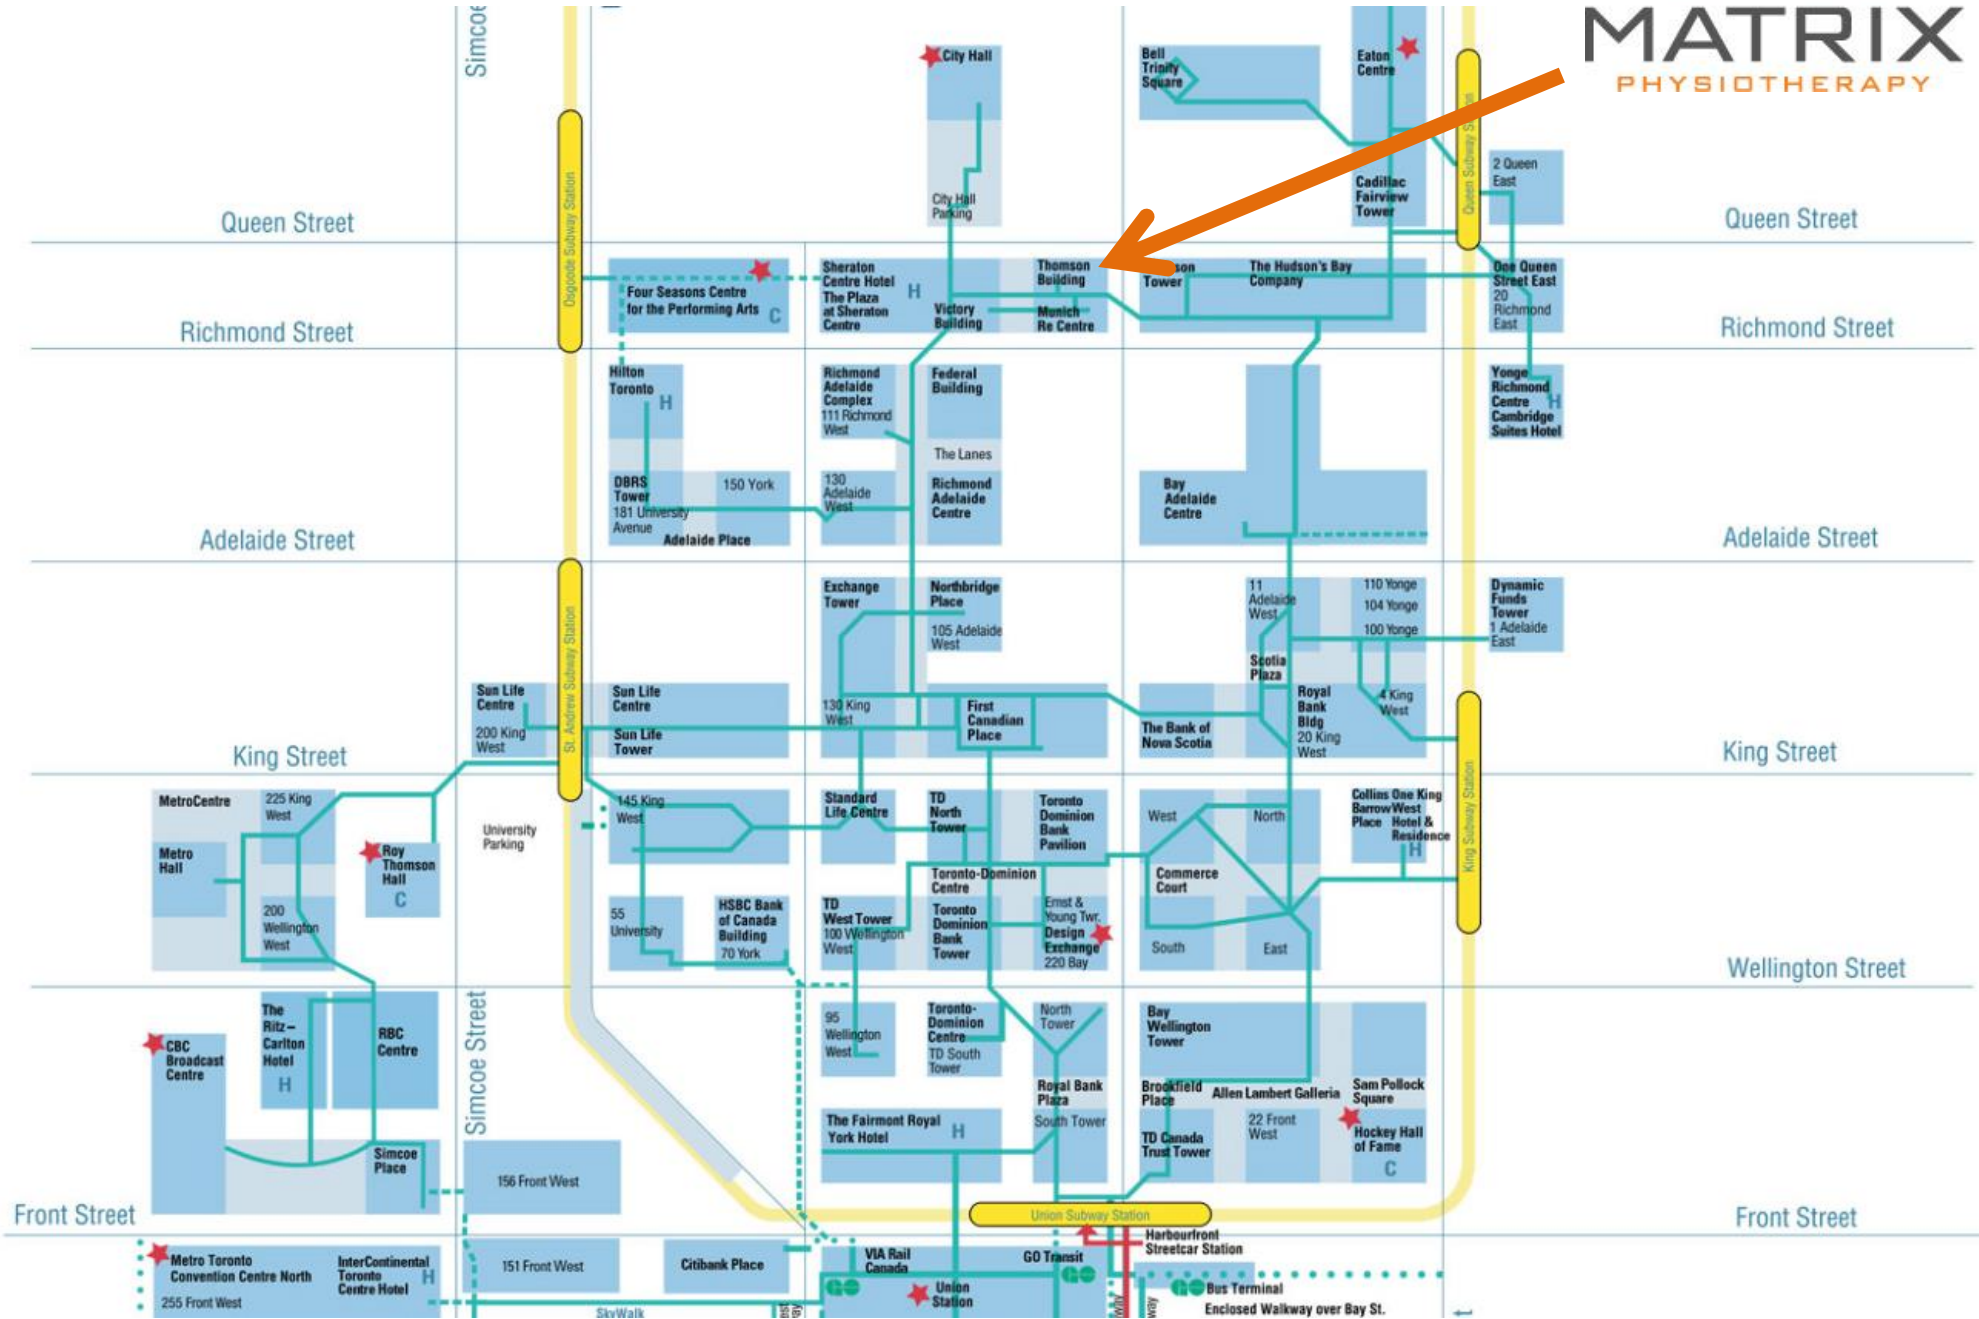 MATRIX
PHYSIOTHERAPY
Simcoe
City Hall
Bell
Trinity
Square
Eaton
Centre
Osgoode Subway Station
City Hall
Parking
Cadillac
Fairview
Tower
Queen Subway Station
2 Queen
East
Queen Street
Queen Street
Four Seasons Centre
for the Performing Arts
C
Sheraton
Centre Hotel
The Plaza
at Sheraton
Centre
H
Victory
Building
Thomson
Building
Munich
Re Centre
son
Tower
The Hudson's Bay
Company
One Queen
Street East
20
Richmond
East
Richmond Street
Richmond Street
Hilton
Toronto
H
Richmond
Adelaide
Complex
111 Richmond
West
Federal
Building
The Lanes
Yonge
Richmond
Centre
H
Cambridge
Suites Hotel
DBRS
Tower
181 University
Avenue
150 York
Adelaide Place
130
Adelaide
West
Richmond
Adelaide
Centre
Bay
Adelaide
Centre
Adelaide Street
Adelaide Street
St. Andrew Subway Station
Exchange
Tower
Northbridge
Place
105 Adelaide
West
11
Adelaide
West
110 Yonge
104 Yonge
100 Yonge
Dynamic
Funds
Tower
1 Adelaide
East
Scotia
Plaza
Sun Life
Centre
200 King
West
Sun Life
Centre
Sun Life
Tower
130 King
West
First
Canadian
Place
The Bank of
Nova Scotia
Royal
Bank
Bldg
20 King
West
4 King
West
King Street
King Street
King Subway Station
MetroCentre
225 King
West
Metro
Hall
200
Wellington
West
Roy
Thomson
Hall
C
University
Parking
145 King
West
Standard
Life Centre
TD
North
Tower
Toronto
Dominion
Bank
Pavilion
West
North
Commerce
Court
South
East
Collins
Barrow
Place
One King
West
Hotel &
Residence
H
Toronto-Dominion
Centre
55
University
HSBC Bank
of Canada
Building
70 York
TD
West Tower
100 Wellington
West
Toronto
Dominion
Bank
Tower
Ernst &
Young Twr.
Design
Exchange
220 Bay
Wellington Street
The
Ritz–
Carlton
Hotel
H
RBC
Centre
CBC
Broadcast
Centre
Simcoe Street
95
Wellington
West
Toronto-
Dominion
Centre
TD South
Tower
North
Tower
Royal Bank
Plaza
South Tower
Bay
Wellington
Tower
Brookfield
Place
Allen Lambert Galleria
Sam Pollock
Square
The Fairmont Royal
York Hotel
H
TD Canada
Trust Tower
22 Front
West
Hockey Hall
of Fame
C
Simcoe
Place
156 Front West
Front Street
Union Subway Station
Front Street
Harbourfront
Streetcar Station
Metro Toronto
Convention Centre North
255 Front West
InterContinental
Toronto
Centre Hotel
H
151 Front West
Citibank Place
VIA Rail
Canada
GO Transit
GO
GO
Union
Station
GO
Bus Terminal
Enclosed Walkway over Bay St.
SkyWalk